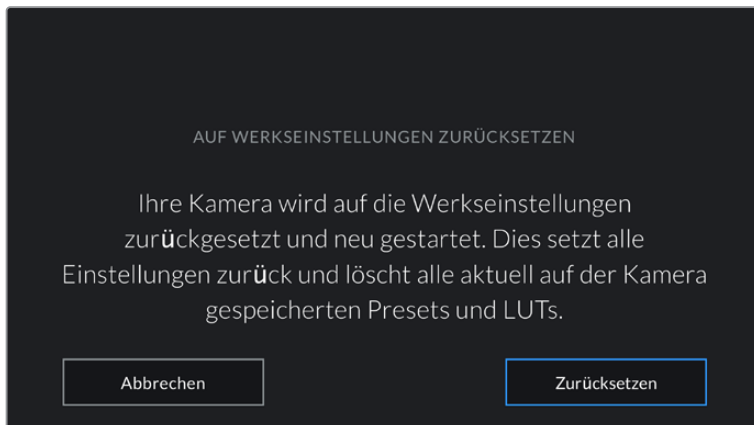 AUF WERKSEINSTELLUNGEN ZURÜCKSETZEN
Ihre Kamera wird auf die Werkseinstellungen
zurückgesetzt und neu gestartet. Dies setzt alle
Einstellungen zurück und löscht alle aktuell auf der Kamera
gespeicherten Presets und LUTs.
Abbrechen
Zurücksetzen